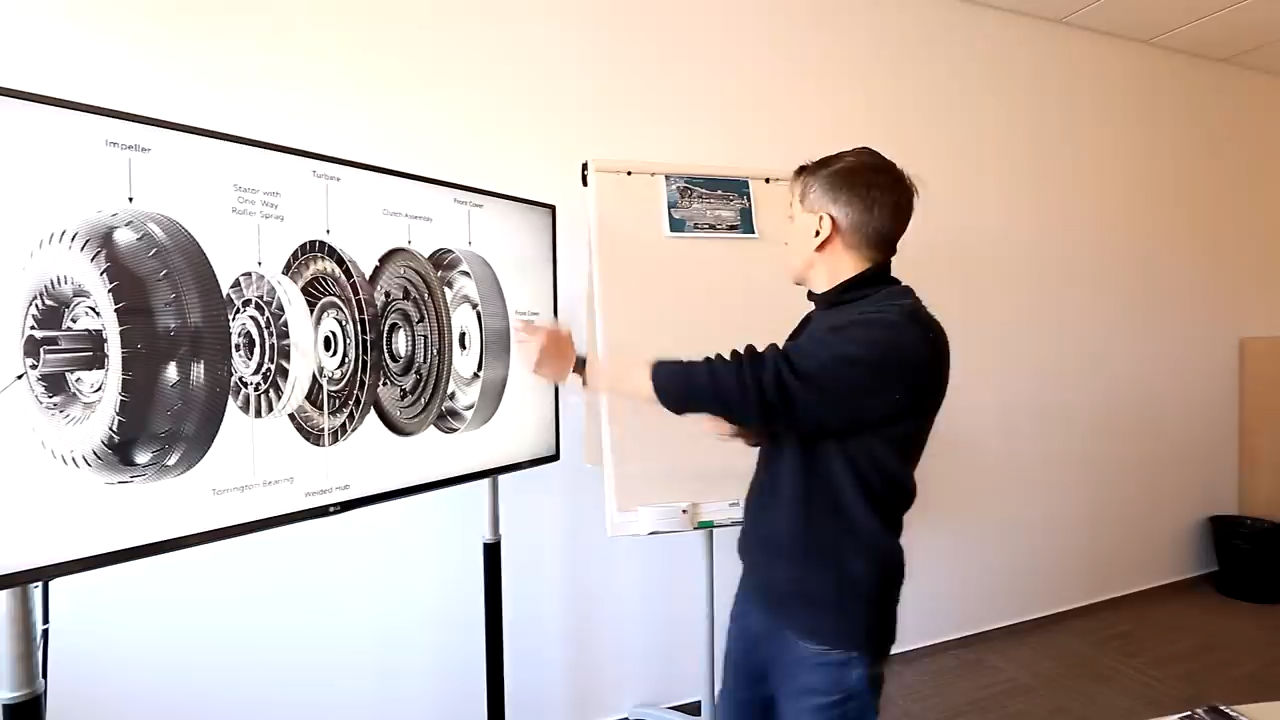 Impeller
Stator with
One Way
Roller Sprag
Turbine
Clutch Assembly
Front Cover
Front Cover
Torrington Bearing
Welded Hub
LG